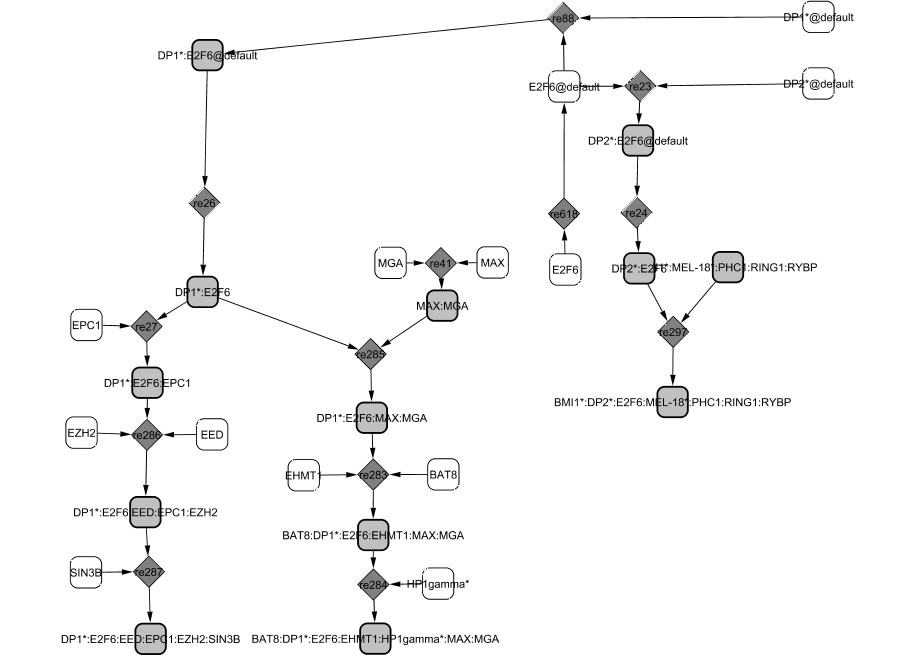 re88
DP1*@default
DP1*:E2F6@default
E2F6@default
re23
DP2*@default
DP2*:E2F6@default
re26
re618
re24
MGA
re41
MAX
E2F6
DP2*:E2F6
*:MEL-18*:PHC1:RING1:RYBP
DP1*:E2F6
MAX:MGA
EPC1
re27
re297
re285
DP1*:E2F6:EPC1
BMI1*:DP2*:E2F6:MEL-18*:PHC1:RING1:RYBP
DP1*:E2F6:MAX:MGA
EZH2
re286
EED
EHMT1
re283
BAT8
DP1*:E2F6:EED:EPC1:EZH2
BAT8:DP1*:E2F6:EHMT1:MAX:MGA
SIN3B
re287
re284
HP1gamma*
DP1*:E2F6:EED:EPC1:EZH2:SIN3B
BAT8:DP1*:E2F6:EHMT1:HP1gamma*:MAX:MGA